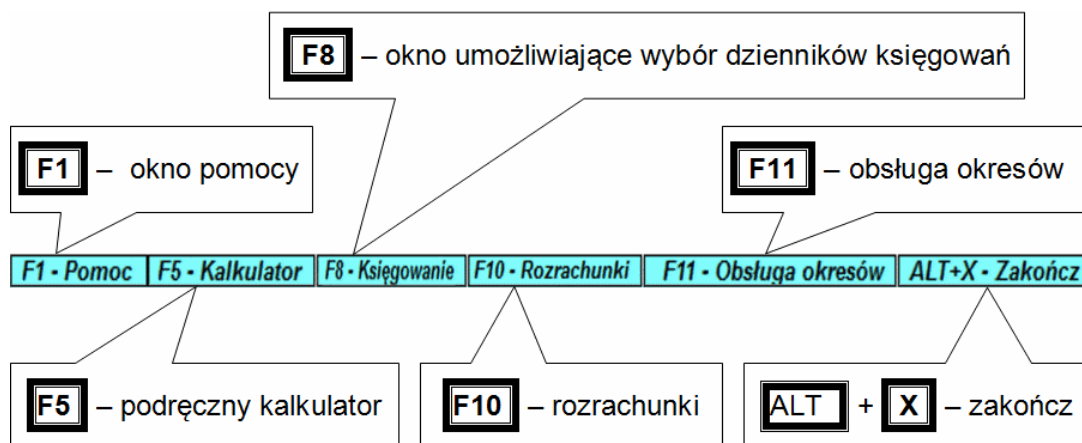 F8 – okno umożliwiające wybór dzienników księgowań
F1 – okno pomocy
F11 – obsługa okresów
F1 - Pomoc F5 - Kalkulator F8 - Księgowanie F10 - Rozrachunki F11 - Obsługa okresów ALT+X - Zakończ
F5 – podręczny kalkulator
F10 – rozrachunki
ALT + X – zakończ